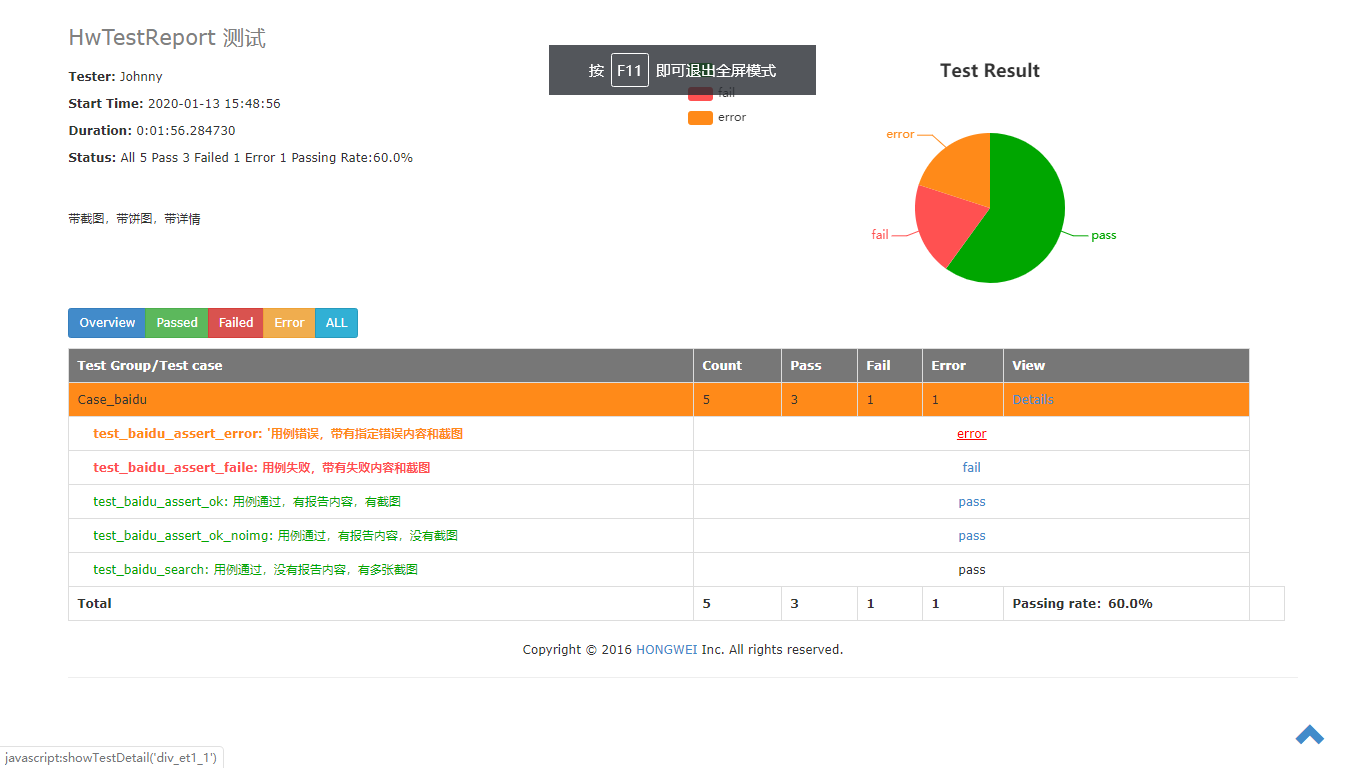 HwTestReport 测试
Tester: Johnny
Start Time: 2020-01-13 15:48:56
Duration: 0:01:56.284730
Status: All 5 Pass 3 Failed 1 Error 1 Passing Rate:60.0%
带截图，带饼图，带详情
按 F11 即可退出全屏模式
fail
error
Test Result
error
fail
pass
Overview Passed Failed Error ALL
Test Group/Test case Count Pass Fail Error View
Case_baidu 5 3 1 1 Details
test_baidu_assert_error: '用例错误，带有指定错误内容和截图 error
test_baidu_assert_faile: 用例失败，带有失败内容和截图 fail
test_baidu_assert_ok: 用例通过，有报告内容，有截图 pass
test_baidu_assert_ok_noimg: 用例通过，有报告内容，没有截图 pass
test_baidu_search: 用例通过，没有报告内容，有多张截图 pass
Total 5 3 1 1 Passing rate: 60.0%
Copyright © 2016 HONGWEI Inc. All rights reserved.
javascript:showTestDetail('div_et1_1')